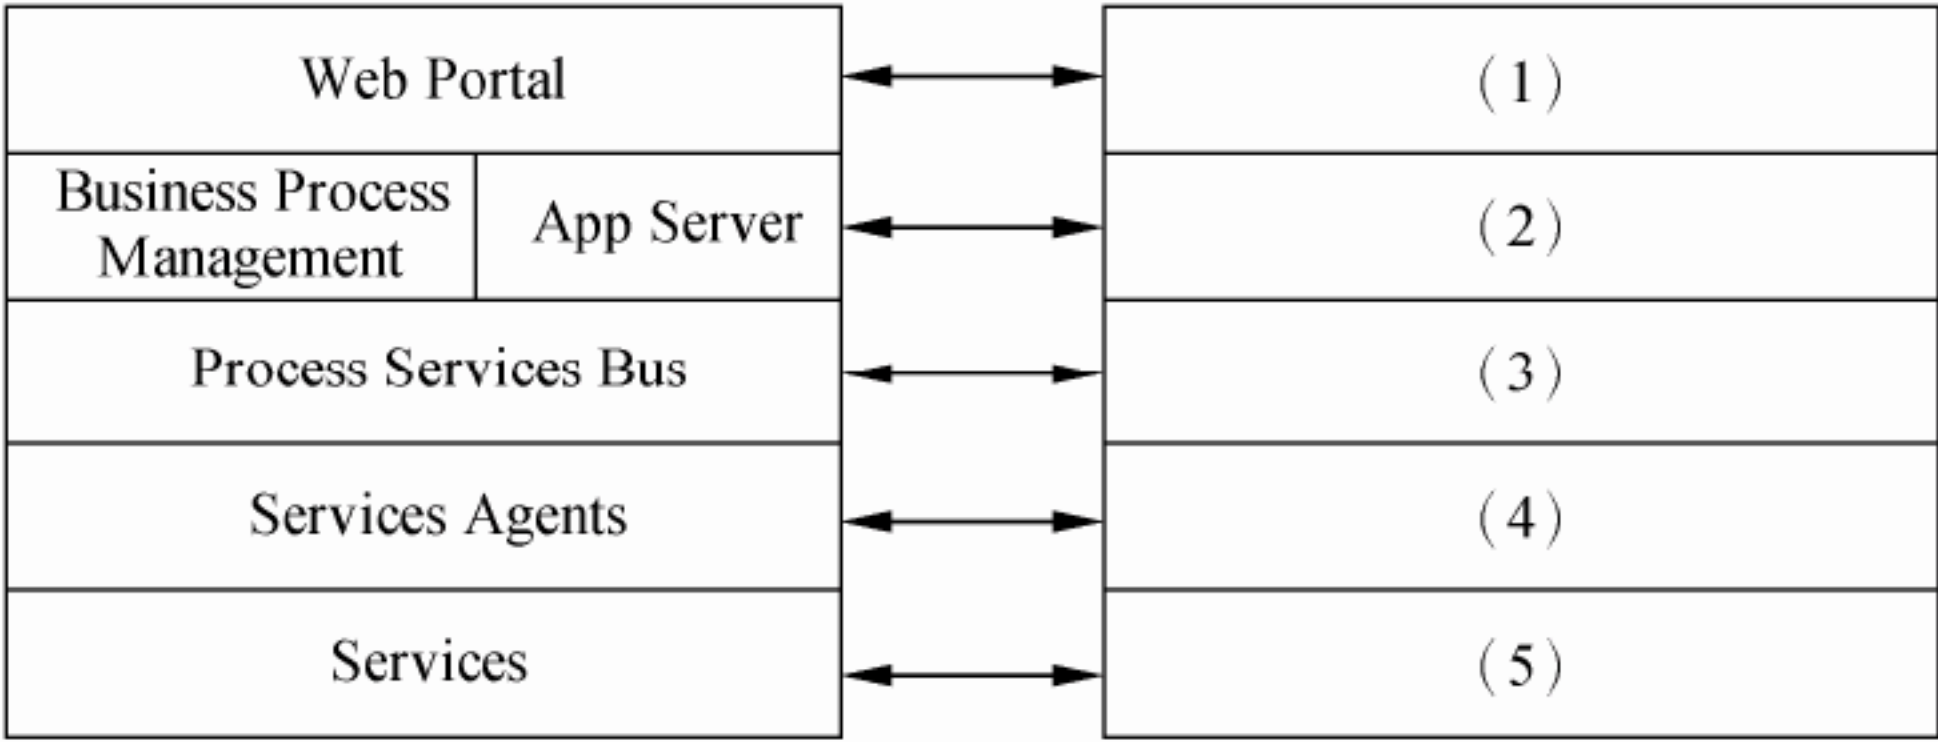 Web Portal
(1)
Business Process
Management
App Server
(2)
Process Services Bus
(3)
Services Agents
(4)
Services
(5)